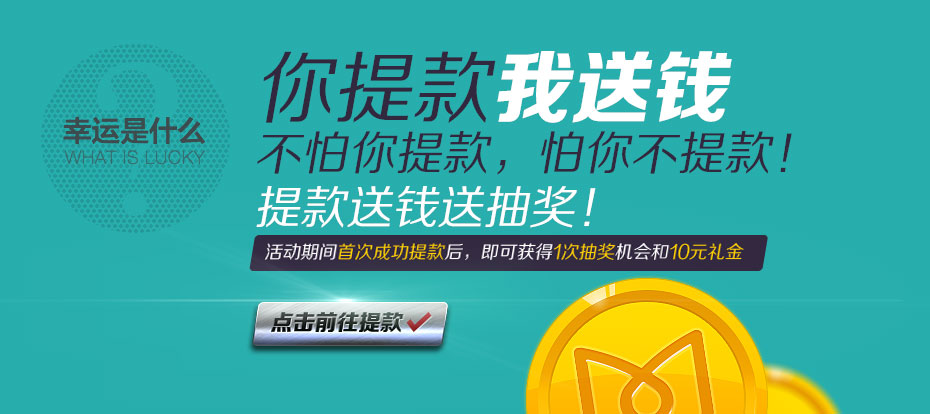 幸运是什么
WHAT IS LUCKY
你提款我送钱
不怕你提款，怕你不提款！
提款送钱送抽奖！
活动期间首次成功提款后，即可获得1次抽奖机会和10元礼金
点击前往提款